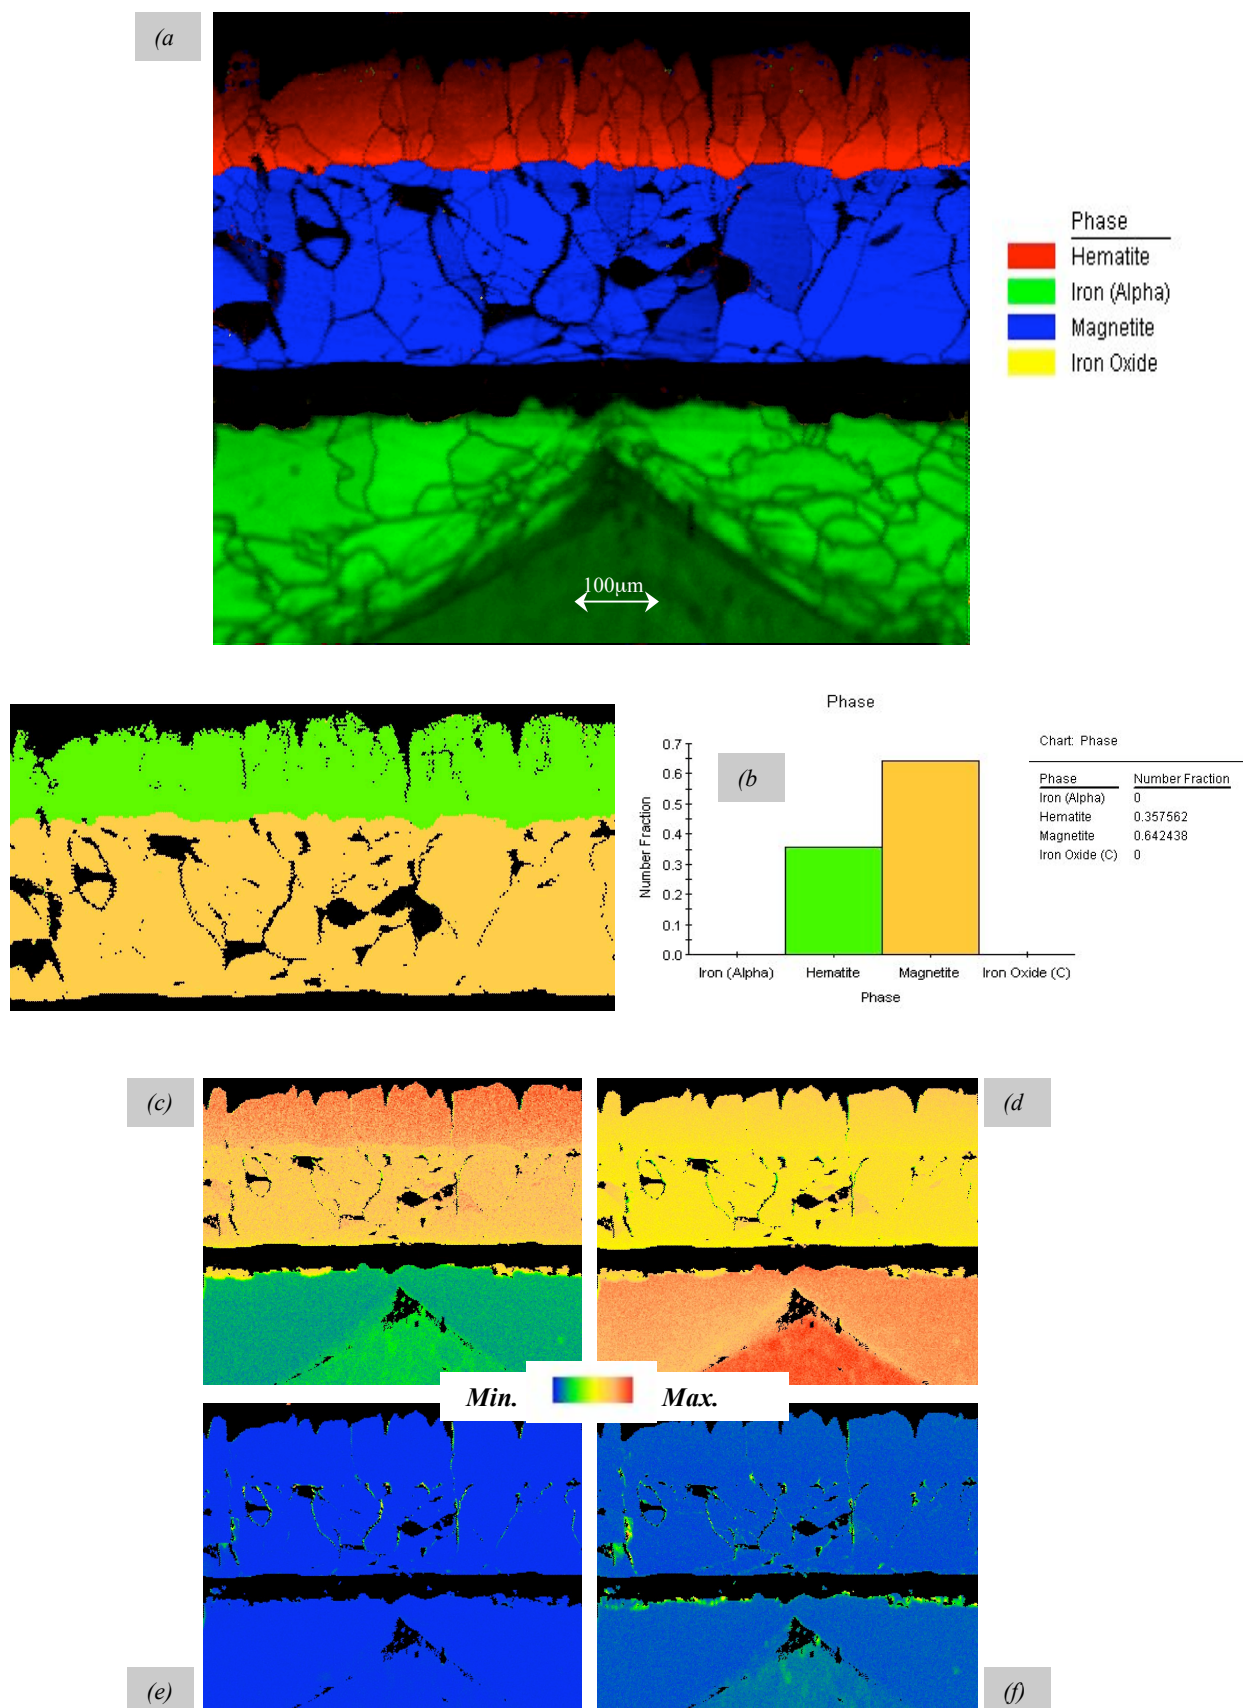 (a
Phase
Hematite
Iron (Alpha)
Magnetite
Iron Oxide
100μm
Phase
(b
Number Fraction
0.7
0.6
0.5
0.4
0.3
0.2
0.1
0.0
Iron (Alpha) Hematite Magnetite Iron Oxide (C)
Phase
Chart: Phase
Phase Number Fraction
Iron (Alpha) 0
Hematite 0.357562
Magnetite 0.642438
Iron Oxide (C) 0
(c)
(d
Min. Max.
(e)
(f)